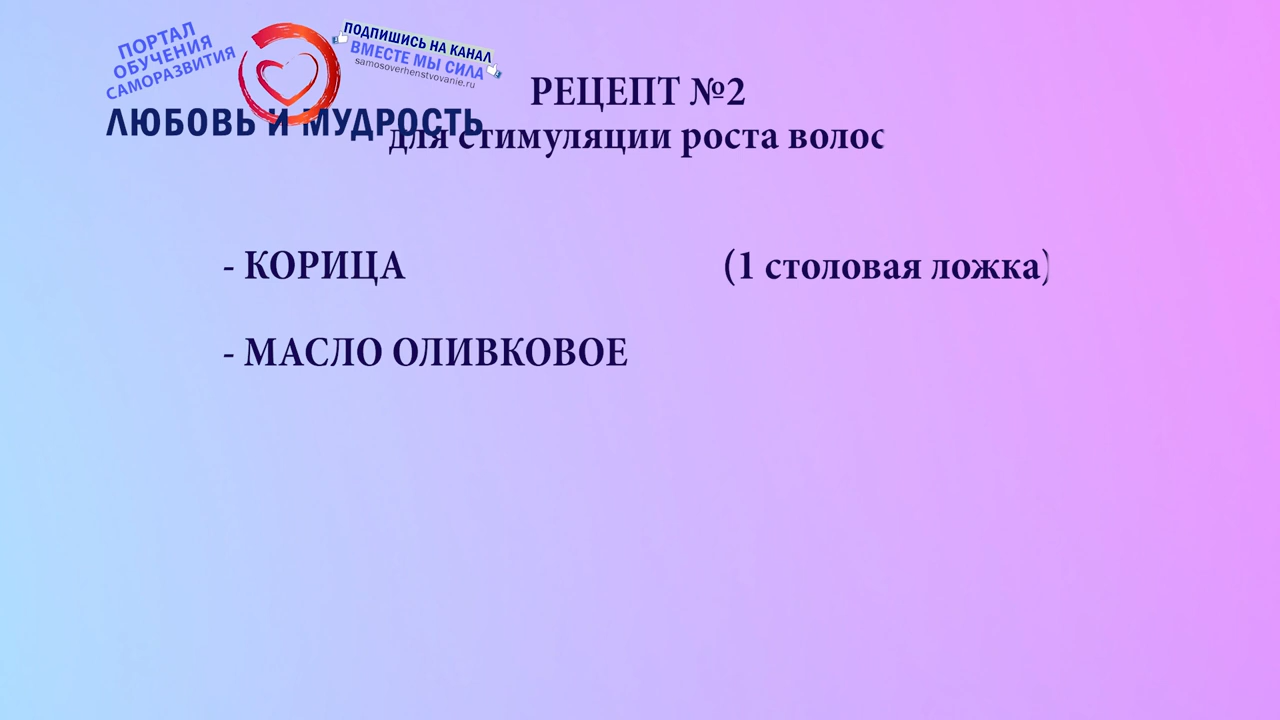 ПОРТАЛ
ОБУЧЕНИЯ
САМОРАЗВИТИЯ
ПОДПИШИСЬ НА КАНАЛ
ВМЕСТЕ МЫ СИЛА
samosoverhenstvovanie.ru
ЛЮБОВЬ И МУДРОСТЬ
РЕЦЕПТ №2
для стимуляции роста волос
- КОРИЦА (1 столовая ложка)
- МАСЛО ОЛИВКОВОЕ